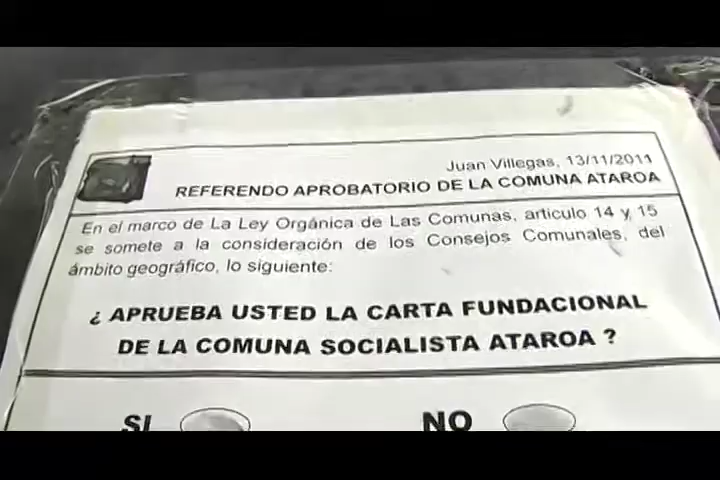 Juan Villegas, 13/11/2011
REFERENDO APROBATORIO DE LA COMUNA ATAROA
En el marco de La Ley Orgánica de Las Comunas, articulo 14 y 15
se somete a la consideración de los Consejos Comunales, del
ámbito geográfico, lo siguiente:
¿ APRUEBA USTED LA CARTA FUNDACIONAL
DE LA COMUNA SOCIALISTA ATAROA ?
SI NO